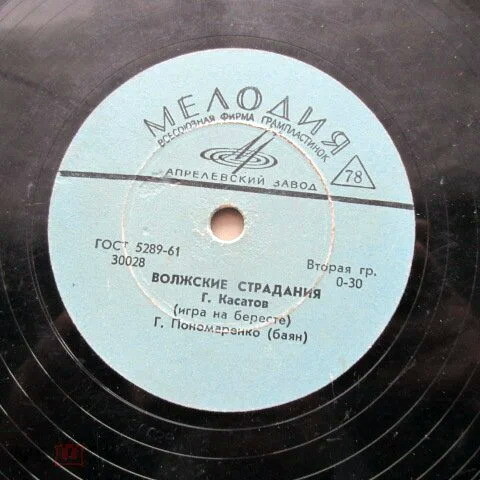 МЕЛОДИЯ
ВСЕСОЮЗНАЯ ФИРМА ГРАМПЛАСТИНОК
АПРЕЛЕВСКИЙ ЗАВОД
78
ГОСТ 5289-61
30028
Вторая гр.
0-30
ВОЛЖСКИЕ СТРАДАНИЯ
Г. Касатов
(игра на бересте)
Г. Пономаренко (баян)